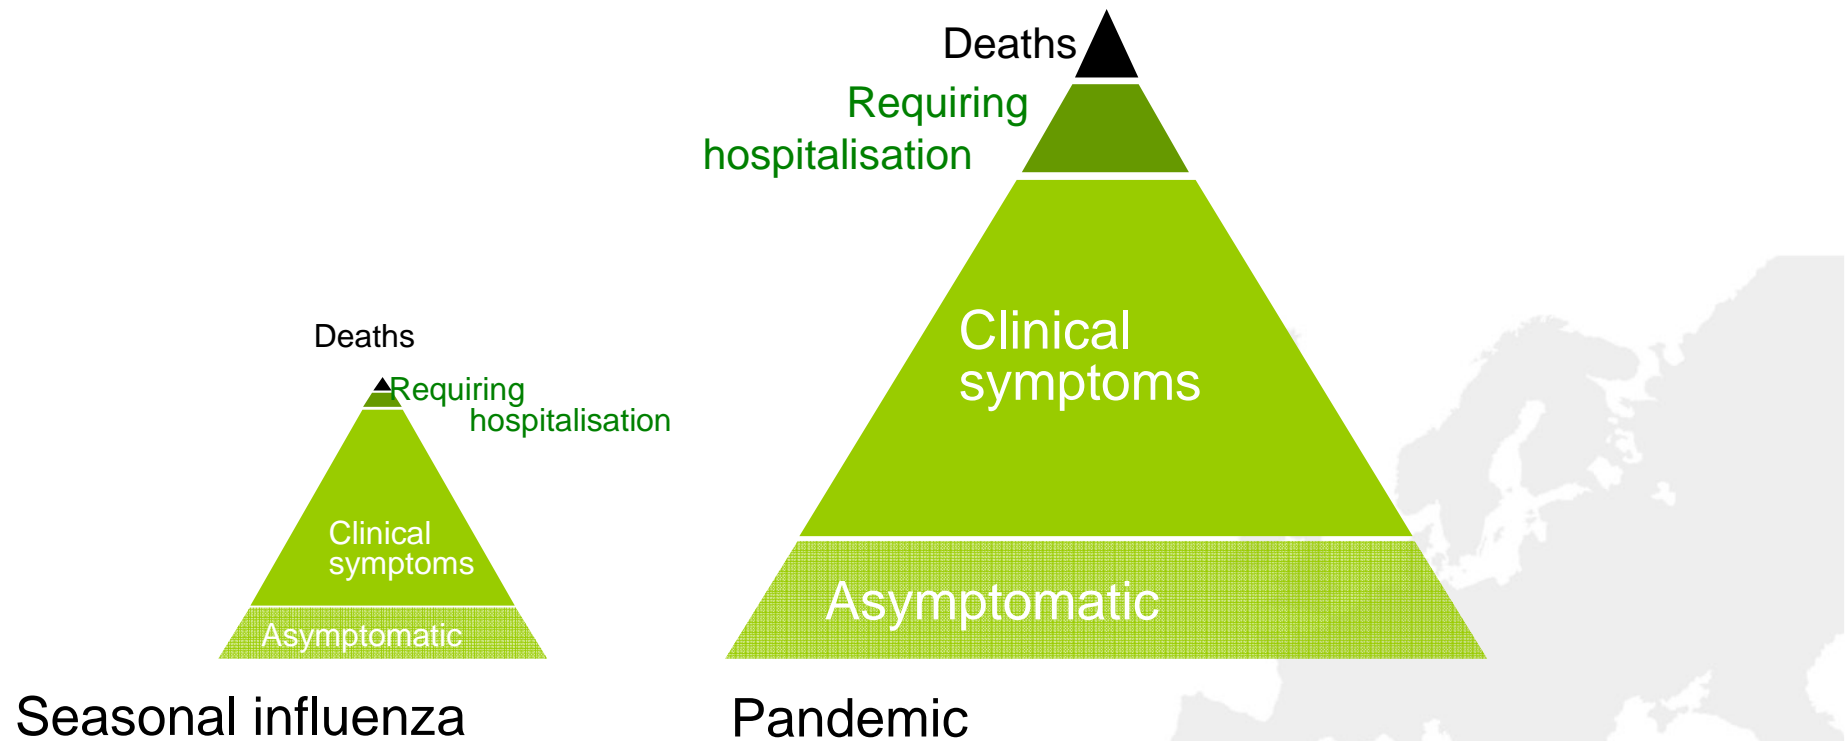 Deaths
Requiring
hospitalisation
Clinical
symptoms
Asymptomatic
Seasonal influenza
Deaths
Requiring
hospitalisation
Clinical
symptoms
Asymptomatic
Pandemic